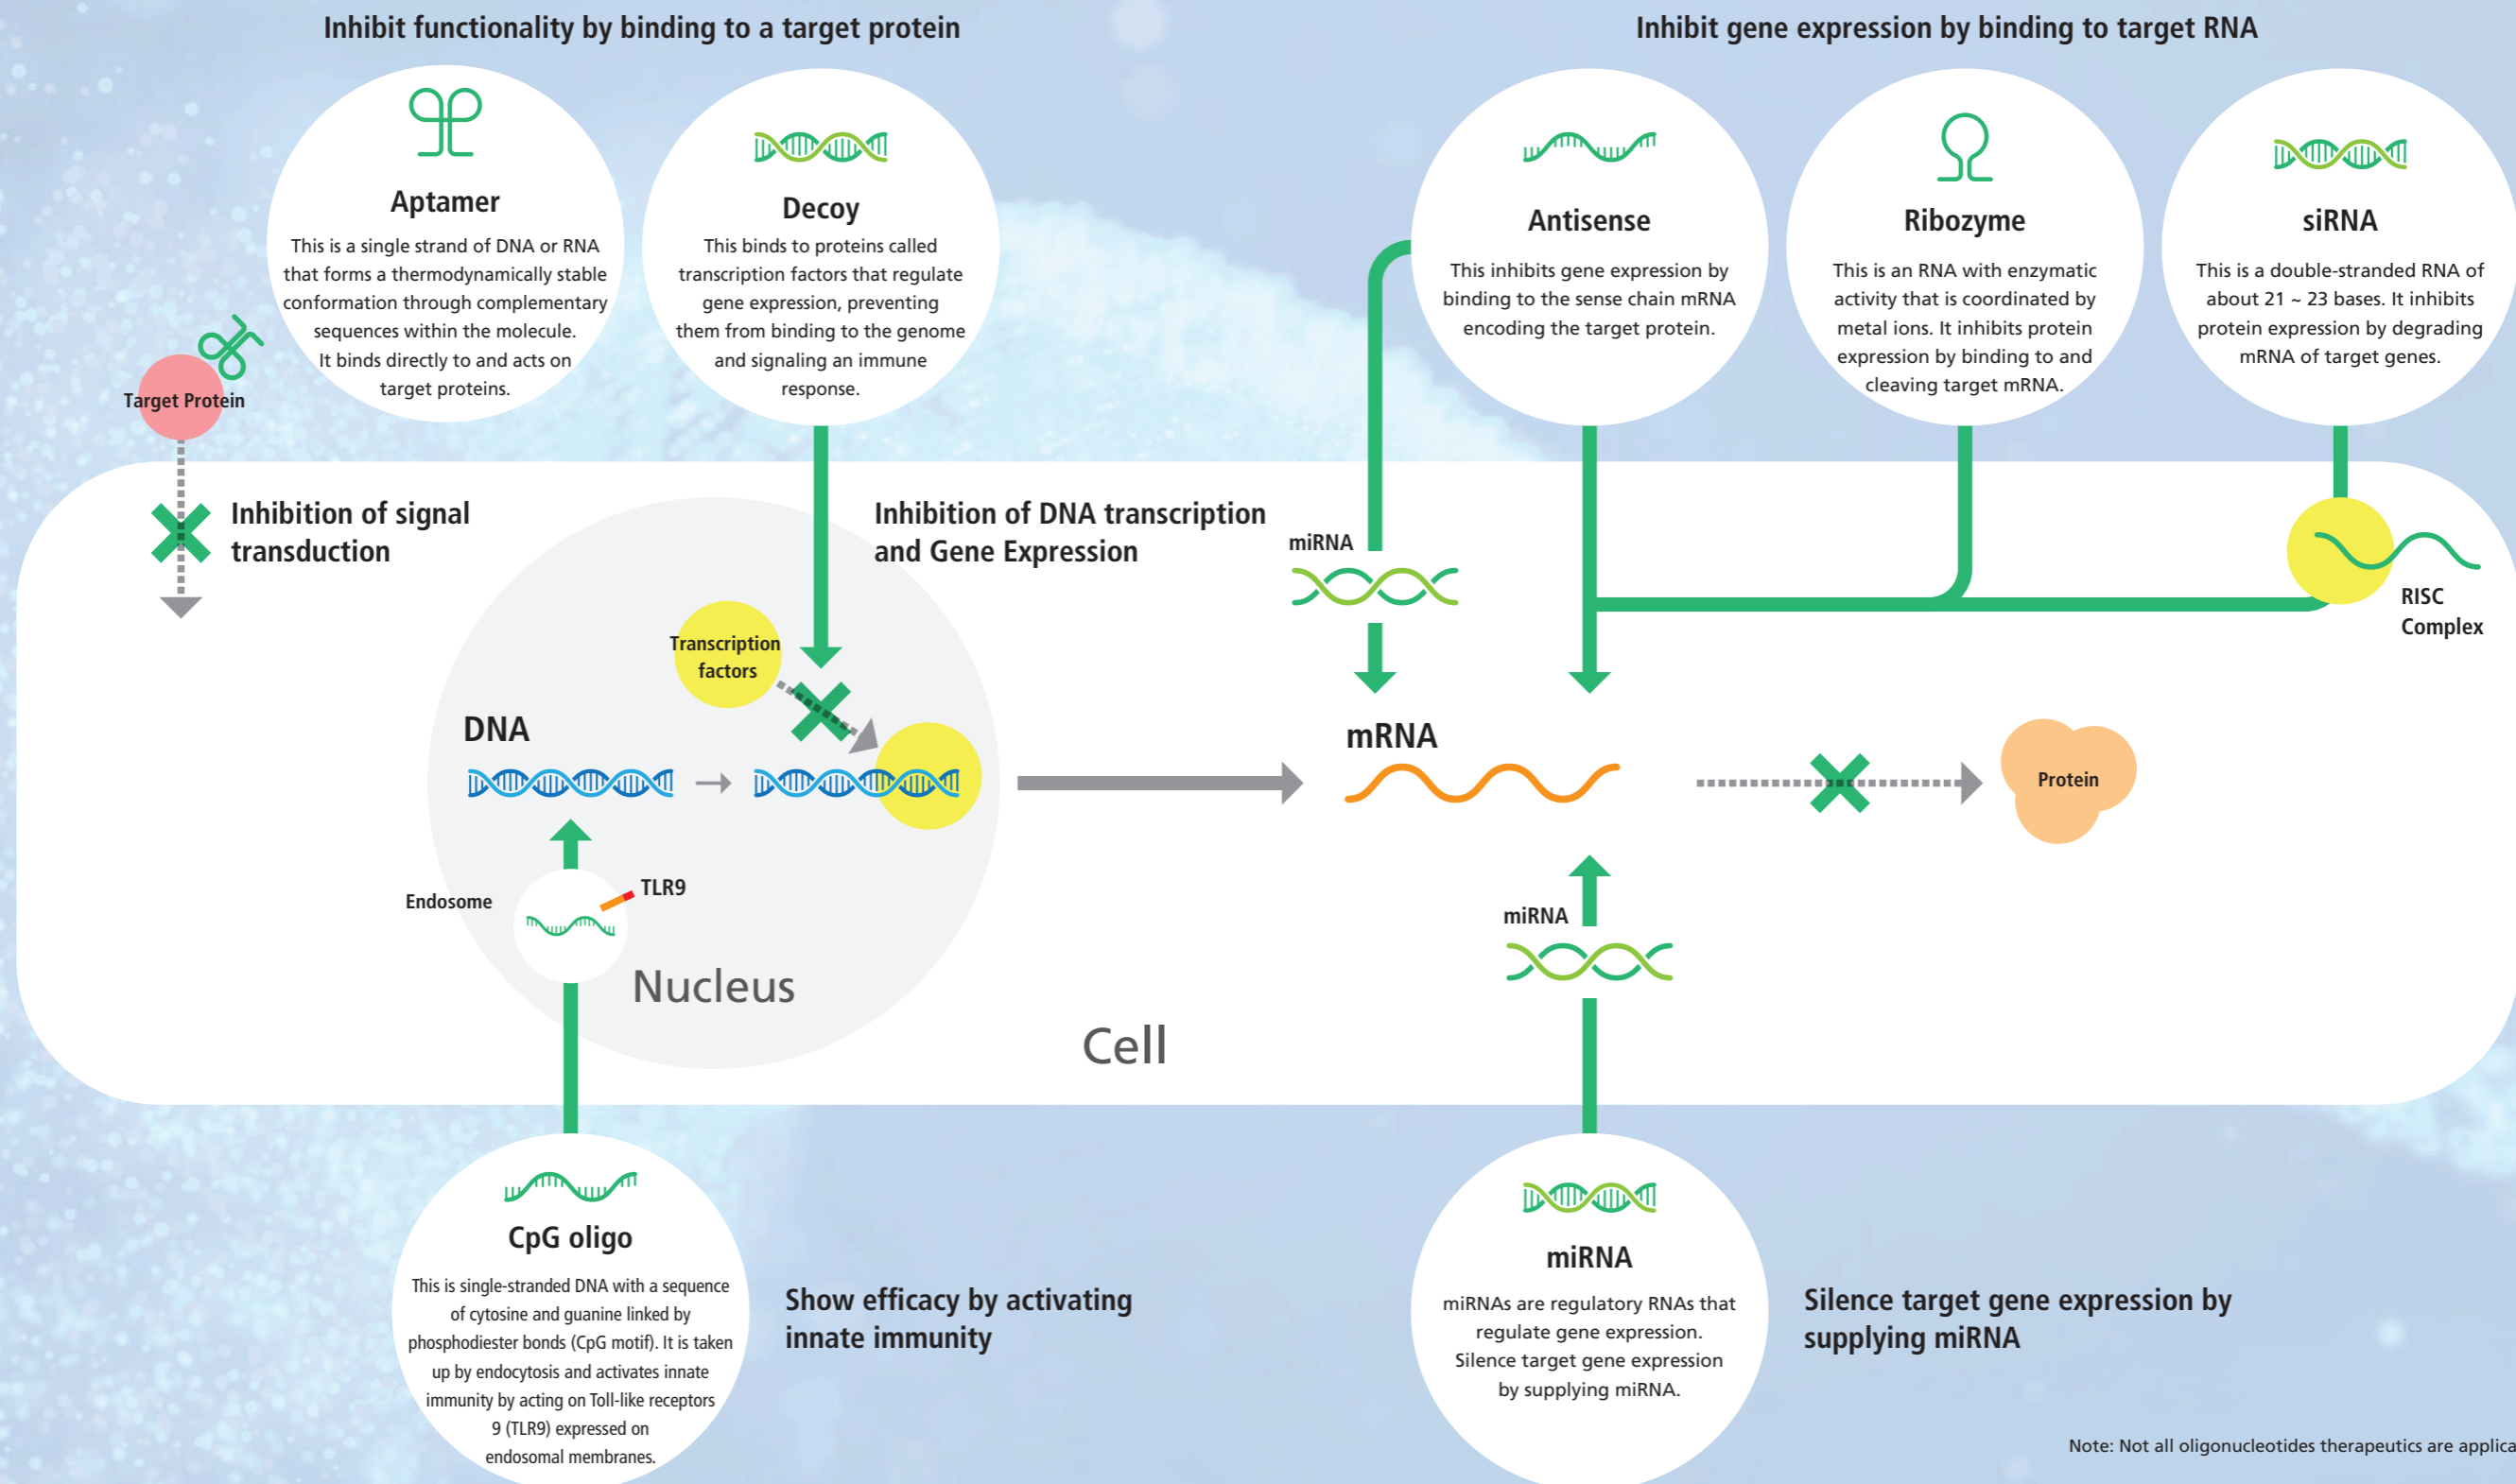 Inhibit functionality by binding to a target protein
Inhibit gene expression by binding to target RNA
Aptamer
This is a single strand of DNA or RNA
that forms a thermodynamically stable
conformation through complementary
sequences within the molecule.
It binds directly to and acts on
target proteins.
Decoy
This binds to proteins called
transcription factors that regulate
gene expression, preventing
them from binding to the genome
and signaling an immune
response.
Antisense
This inhibits gene expression by
binding to the sense chain mRNA
encoding the target protein.
Ribozyme
This is an RNA with enzymatic
activity that is coordinated by
metal ions. It inhibits protein
expression by binding to and
cleaving target mRNA.
siRNA
This is a double-stranded RNA of
about 21 ~ 23 bases. It inhibits
protein expression by degrading
mRNA of target genes.
Target Protein
Inhibition of signal
transduction
Inhibition of DNA transcription
and Gene Expression
miRNA
RISC
Complex
Transcription
factors
DNA
mRNA
Protein
Endosome
TLR9
miRNA
Nucleus
Cell
CpG oligo
This is single-stranded DNA with a sequence
of cytosine and guanine linked by
phosphodiester bonds (CpG motif). It is taken
up by endocytosis and activates innate
immunity by acting on Toll-like receptors
9 (TLR9) expressed on
endosomal membranes.
Show efficacy by activating
innate immunity
miRNA
miRNAs are regulatory RNAs that
regulate gene expression.
Silence target gene expression
by supplying miRNA.
Silence target gene expression by
supplying miRNA
Note: Not all oligonucleotides therapeutics are